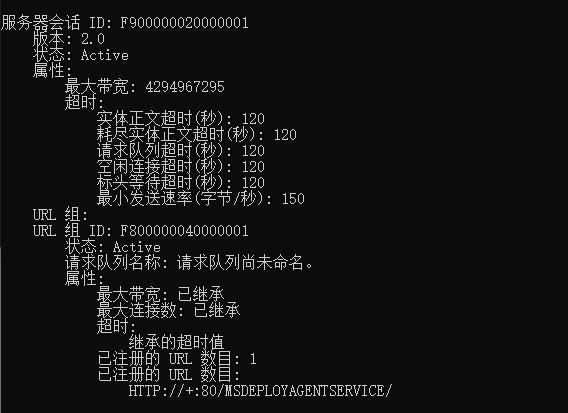 服务器会话 ID: F900000020000001
版本: 2.0
状态: Active
属性:
最大带宽: 4294967295
超时:
实体正文超时(秒): 120
耗尽实体正文超时(秒): 120
请求队列超时(秒): 120
空闲连接超时(秒): 120
标头等待超时(秒): 120
最小发送速率(字节/秒): 150
URL 组:
URL 组 ID: F800000040000001
状态: Active
请求队列名称: 请求队列尚未命名。
属性:
最大带宽: 已继承
最大连接数: 已继承
超时:
继承的超时值
已注册的 URL 数目: 1
已注册的 URL 数目:
HTTP://+:80/MSDEPLOYAGENTSERVICE/